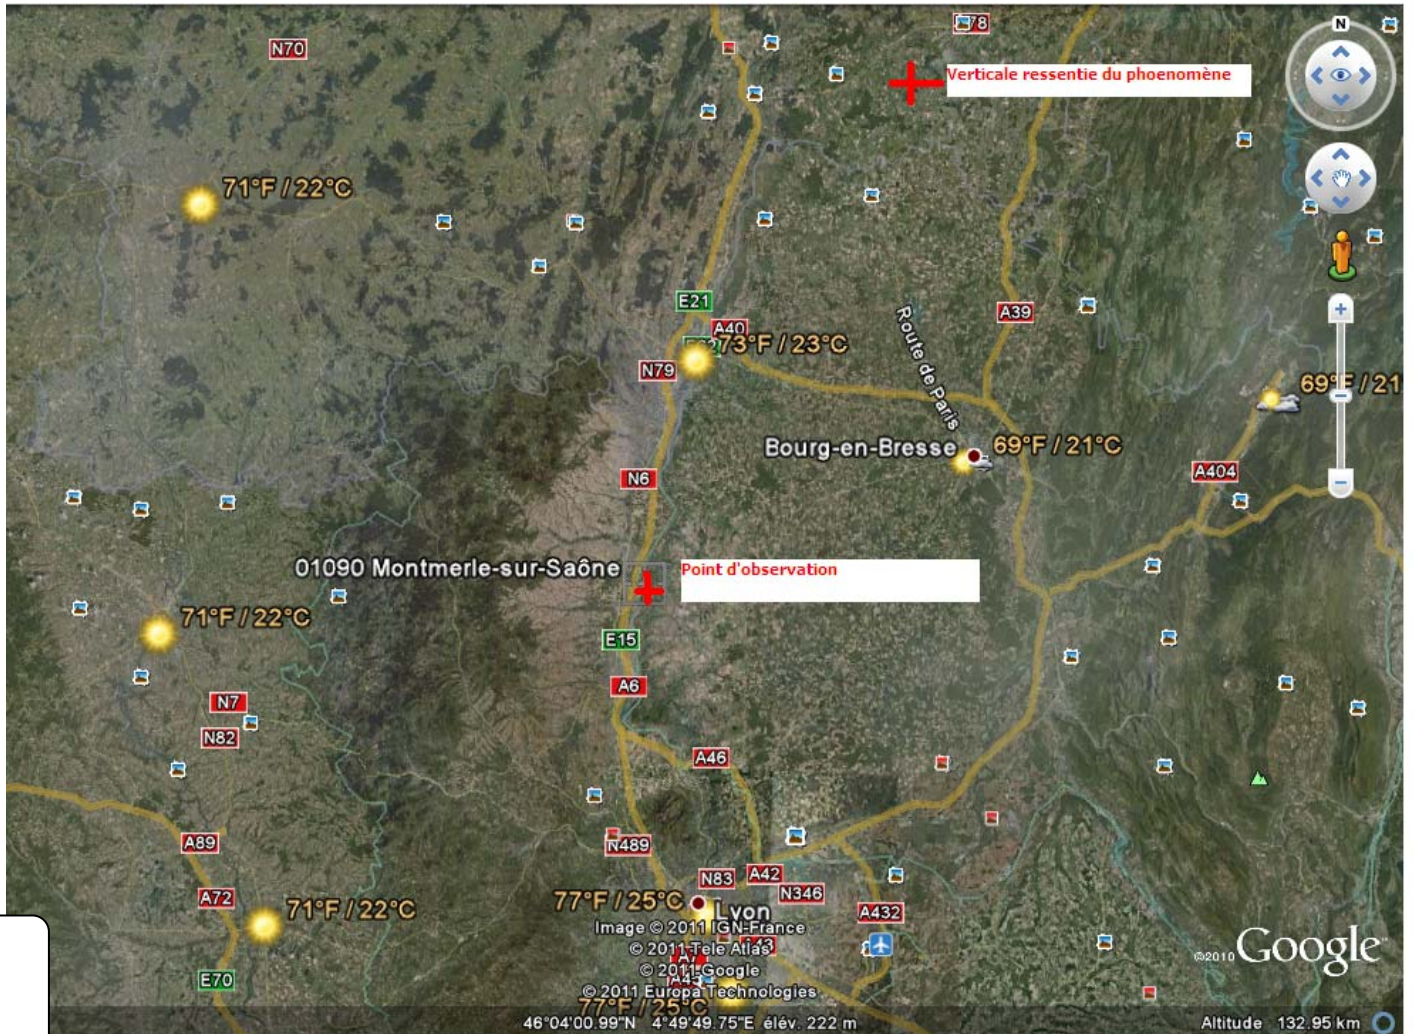 N
N70
Verticale ressentie du phoenomène
71°F / 22°C
E21
A39
A40
73°F / 23°C
N79
Route de Paris
69°F / 21
Bourg-en-Bresse
69°F / 21°C
A404
N6
01090 Montmerle-sur-Saône
Point d'observation
71°F / 22°C
E15
A6
N7
N82
A46
A89
N489
A72
N83
A42
N346
77°F / 25°C
71°F / 22°C
Lyon
A432
Image © 2011 IGN-France
© 2011 Tele Atlas
© 2011 Google
© 2011 Europa Technologies
©2010 Google
E70
77°F / 25°C
46°04'00.99"N 4°49'49.75"E élév. 222 m
Altitude 132.95 km